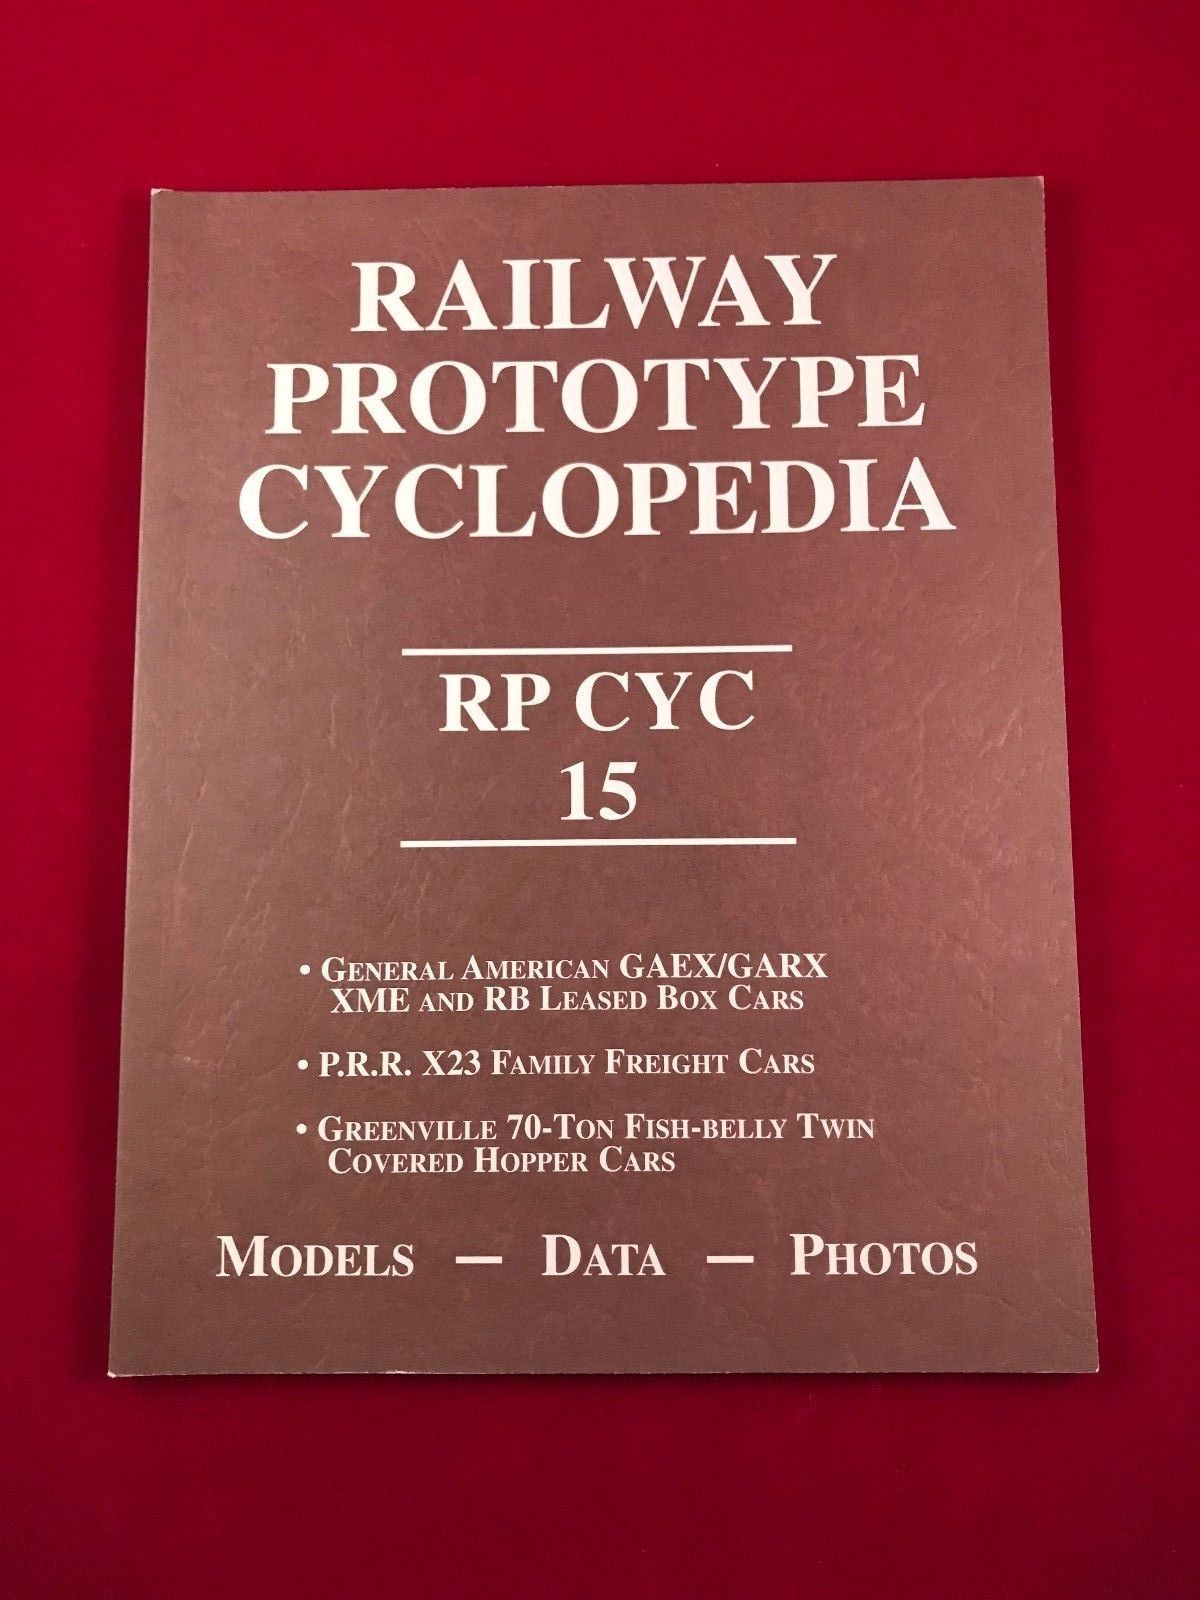 RAILWAY
PROTOTYPE
CYCLOPEDIA
RP CYC
15
• GENERAL AMERICAN GAEX/GARX
XME AND RB LEASED BOX CARS
• P.R.R. X23 FAMILY FREIGHT CARS
• GREENVILLE 70-TON FISH-BELLY TWIN
COVERED HOPPER CARS
MODELS — DATA — PHOTOS